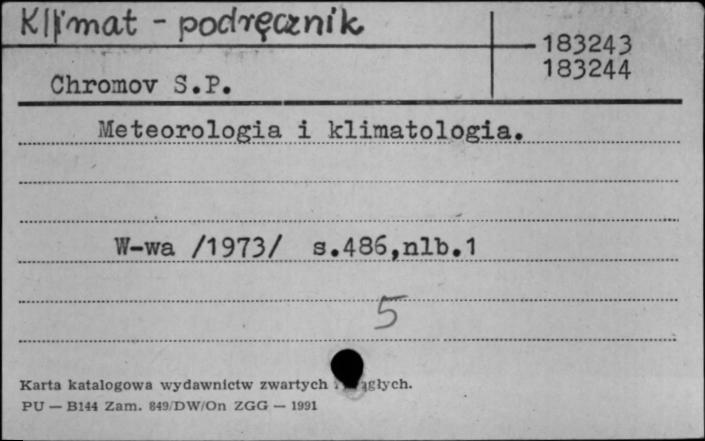 Klimat - podręcznik
183243
183244
Chromov S.P.
Meteorologia i klimatologia.
W-wa /1973/ s.486,nlb.1
5
Karta katalogowa wydawnictw zwartych
PU — B144 Zam. 849/DW/On ZGG — 1991